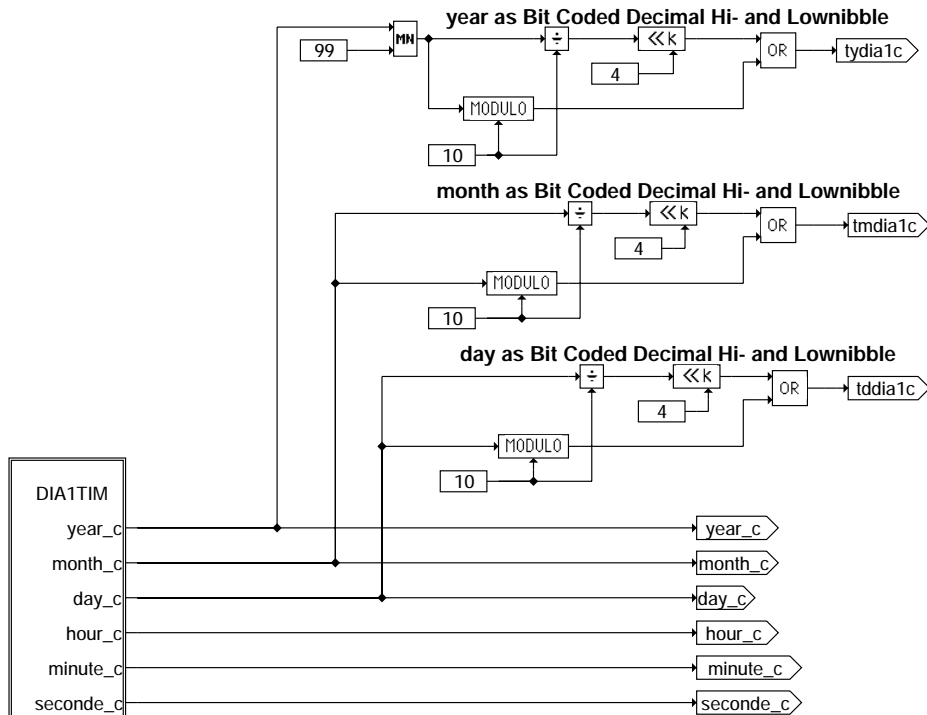 year as Bit Coded Decimal Hi- and Lownibble
99
MN
÷
<<K
OR
tydia1c
4
MODULO
10
month as Bit Coded Decimal Hi- and Lownibble
÷
<<K
OR
tmdia1c
4
MODULO
10
day as Bit Coded Decimal Hi- and Lownibble
÷
<<K
OR
tddia1c
4
MODULO
10
DIA1TIM
year_c
year_c
month_c
month_c
day_c
day_c
hour_c
hour_c
minute_c
minute_c
seconde_c
seconde_c